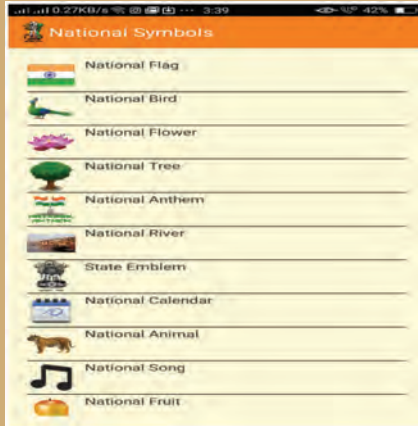 0.27KB/s ... 3:39 42%
National Symbols
National Flag
National Bird
National Flower
National Tree
National Anthem
National River
State Emblem
National Calendar
National Animal
National Song
National Fruit